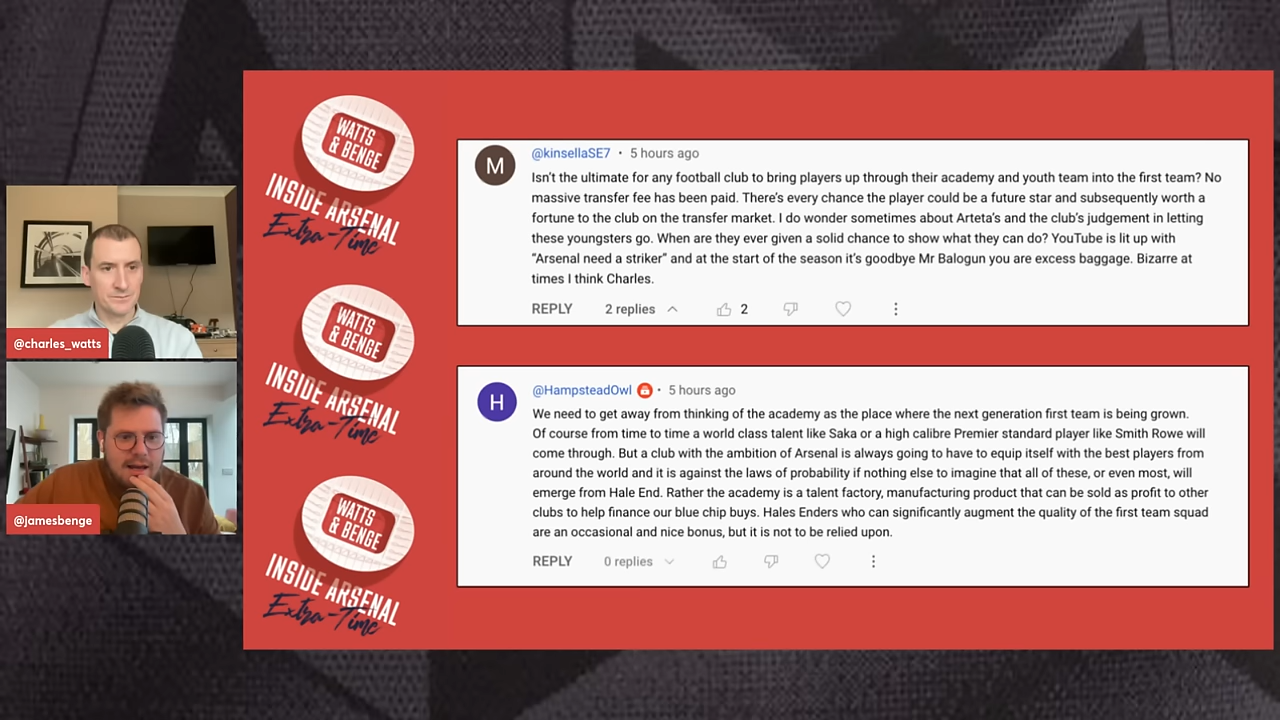 @charles_watts
@jamesbenge
WATTS
& BENGE
INSIDE ARSENAL
Extra-Time
WATTS
& BENGE
INSIDE ARSENAL
Extra-Time
WATTS
& BENGE
INSIDE ARSENAL
Extra-Time
M
@kinsellaSE7 • 5 hours ago
Isn't the ultimate for any football club to bring players up through their academy and youth team into the first team? No
massive transfer fee has been paid. There's every chance the player could be a future star and subsequently worth a
fortune to the club on the transfer market. I do wonder sometimes about Arteta's and the club's judgement in letting
these youngsters go. When are they ever given a solid chance to show what they can do? YouTube is lit up with
“Arsenal need a striker” and at the start of the season it's goodbye Mr Balogun you are excess baggage. Bizarre at
times I think Charles.
REPLY 2 replies 2
H
@HampsteadOwl • 5 hours ago
We need to get away from thinking of the academy as the place where the next generation first team is being grown.
Of course from time to time a world class talent like Saka or a high calibre Premier standard player like Smith Rowe will
come through. But a club with the ambition of Arsenal is always going to have to equip itself with the best players from
around the world and it is against the laws of probability if nothing else to imagine that all of these, or even most, will
emerge from Hale End. Rather the academy is a talent factory, manufacturing product that can be sold as profit to other
clubs to help finance our blue chip buys. Hales Enders who can significantly augment the quality of the first team squad
are an occasional and nice bonus, but it is not to be relied upon.
REPLY 0 replies